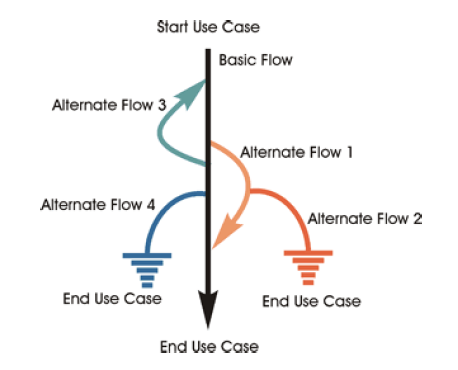 Start Use Case
Basic Flow
Alternate Flow 3
Alternate Flow 1
Alternate Flow 4
Alternate Flow 2
End Use Case
End Use Case
End Use Case